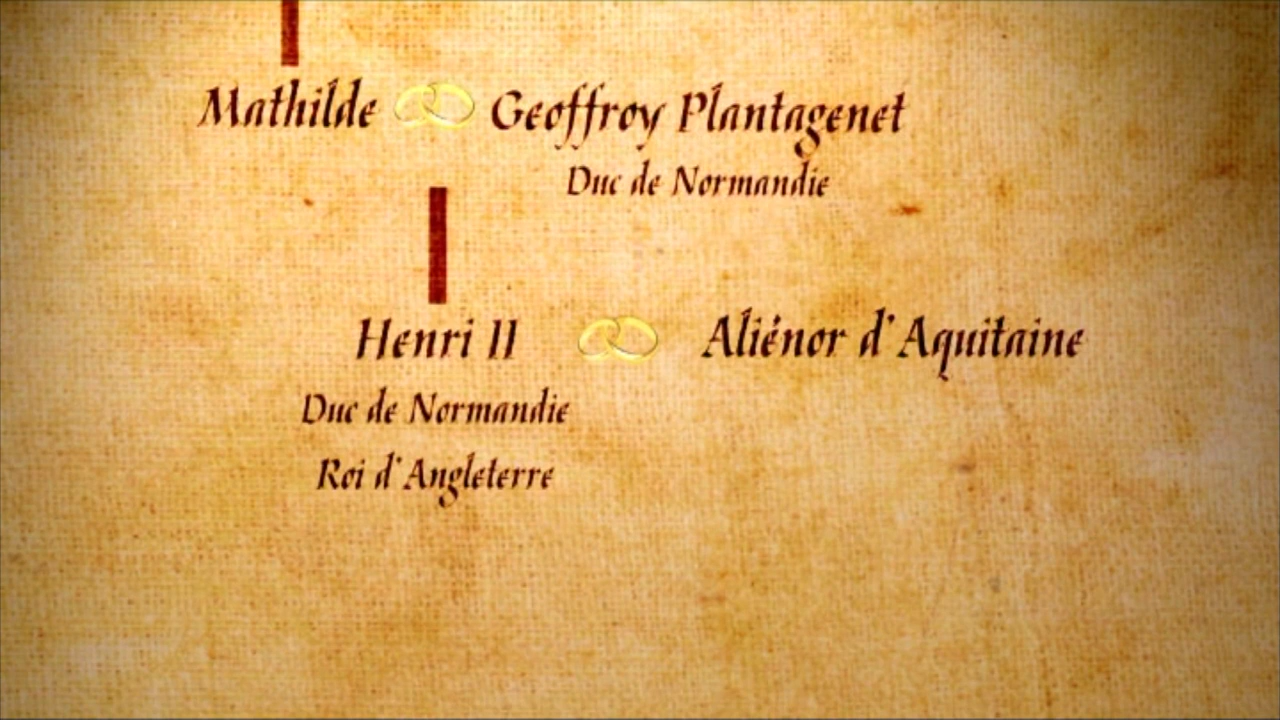 Mathilde Geoffroy Plantagenet
Duc de Normandie
Henri II Aliénor d'Aquitaine
Duc de Normandie
Roi d'Angleterre